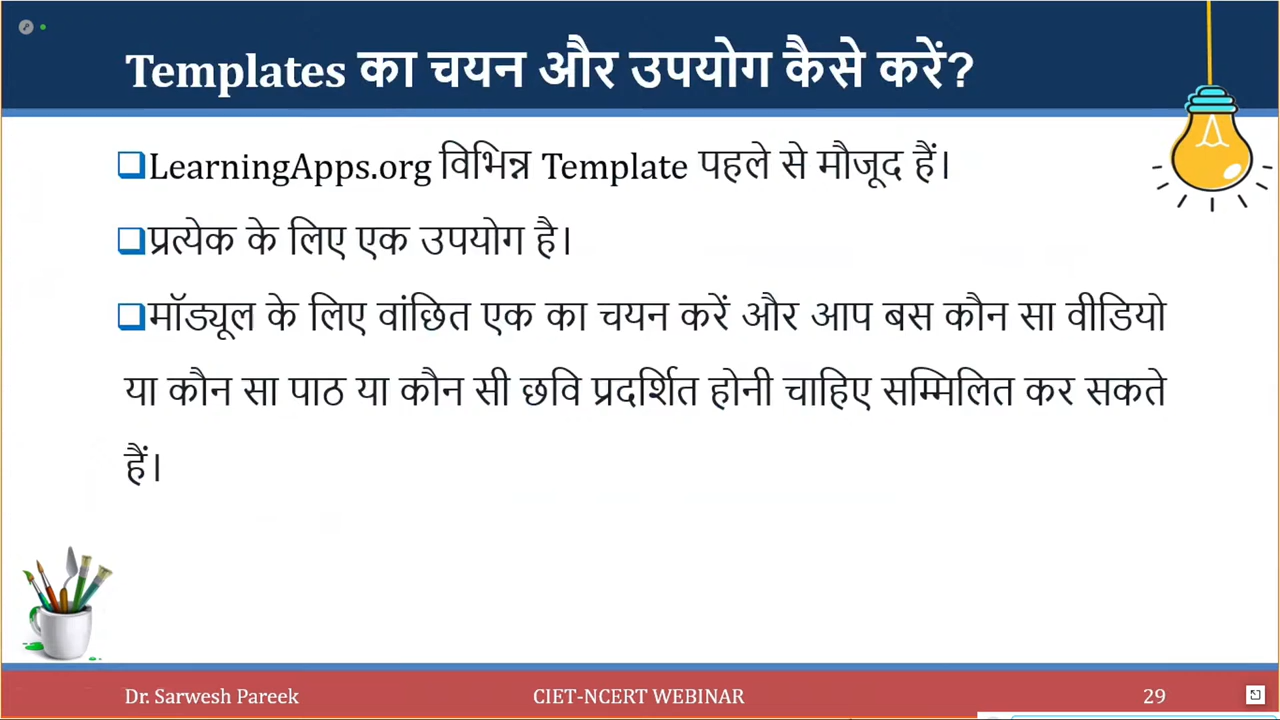 Templates का चयन और उपयोग कैसे करें?
LearningApps.org विभिन्न Template पहले से मौजूद हैं।
प्रत्येक के लिए एक उपयोग है।
मॉड्यूल के लिए वांछित एक का चयन करें और आप बस कौन सा वीडियो
या कौन सा पाठ या कौन सी छवि प्रदर्शित होनी चाहिए सम्मिलित कर सकते
हैं।
Dr. Sarwesh Pareek CIET-NCERT WEBINAR 29